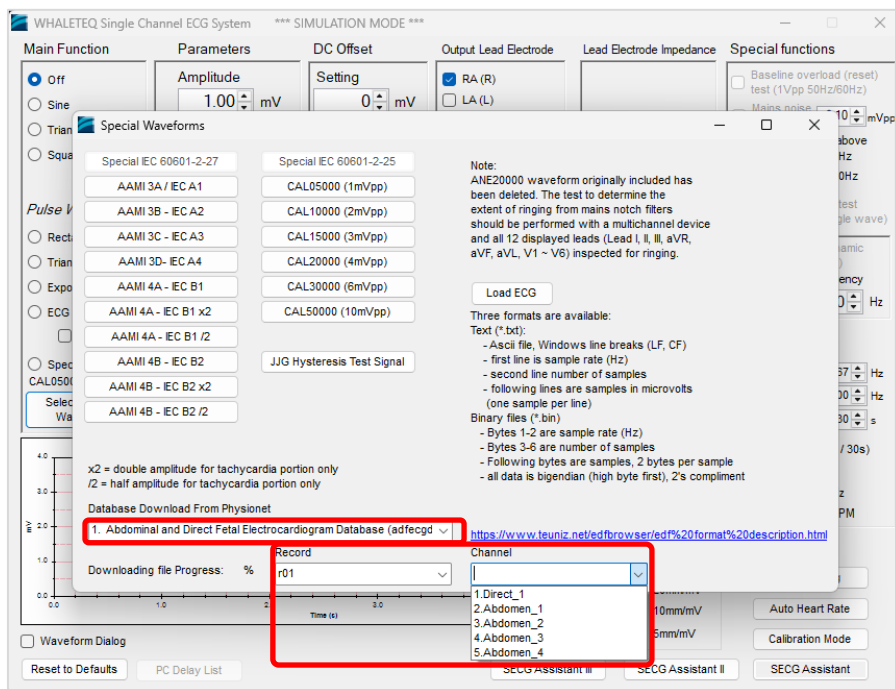 WHALETEQ Single Channel ECG System *** SIMULATION MODE ***
Main Function
Parameters
DC Offset
Output Lead Electrode
Lead Electrode Impedance
Special functions
Off
Sine
Amplitude
1.00 mV
Setting
0 mV
RA (R)
LA (L)
Baseline overload (reset)
test (1Vpp 50Hz/60Hz)
Mains noise
mVpp
above
Hz
0Hz
test
gle wave)
amic
ency
Hz
Hz
Hz
s
/ 30s)
z
PM
Special Waveforms
Special IEC 60601-2-27
AAMI 3A / IEC A1
AAMI 3B - IEC A2
AAMI 3C - IEC A3
AAMI 3D- IEC A4
AAMI 4A - IEC B1
AAMI 4A - IEC B1 x2
AAMI 4A - IEC B1 /2
AAMI 4B - IEC B2
AAMI 4B - IEC B2 x2
AAMI 4B - IEC B2 /2
Special IEC 60601-2-25
CAL05000 (1mVpp)
CAL10000 (2mVpp)
CAL15000 (3mVpp)
CAL20000 (4mVpp)
CAL30000 (6mVpp)
CAL50000 (10mVpp)
JJG Hysteresis Test Signal
Note:
ANE20000 waveform originally included has
been deleted. The test to determine the
extent of ringing from mains notch filters
should be performed with a multichannel device
and all 12 displayed leads (Lead I, II, III, aVR,
aVF, aVL, V1 ~ V6) inspected for ringing.
Load ECG
Three formats are available:
Text (*.txt):
- Ascii file, Windows line breaks (LF, CF)
- first line is sample rate (Hz)
- second line number of samples
- following lines are samples in microvolts
(one sample per line)
Binary files (*.bin)
- Bytes 1-2 are sample rate (Hz)
- Bytes 3-6 are number of samples
- Following bytes are samples, 2 bytes per sample
- all data is bigendian (high byte first), 2's compliment
https://www.teuniz.net/edfbrowser/edf%20format%20description.html
x2 = double amplitude for tachycardia portion only
/2 = half amplitude for tachycardia portion only
Database Download From Physionet
1. Abdominal and Direct Fetal Electrocardiogram Database (adfecgd
Record
r01
Channel
1.Direct_1
2.Abdomen_1
3.Abdomen_2
4.Abdomen_3
5.Abdomen_4
Downloading file Progress: %
Trian
Squa
Pulse
Recta
Trian
Expo
ECG
Spec
CAL050
Selec
Wa
4.0
3.0
2.0
1.0
0.0
mV
0.0
1.0
3.0
Time (s)
10mm/mV
5mm/mV
Auto Heart Rate
Calibration Mode
Waveform Dialog
Reset to Defaults
PC Delay List
SECG Assistant III
SECG Assistant II
SECG Assistant